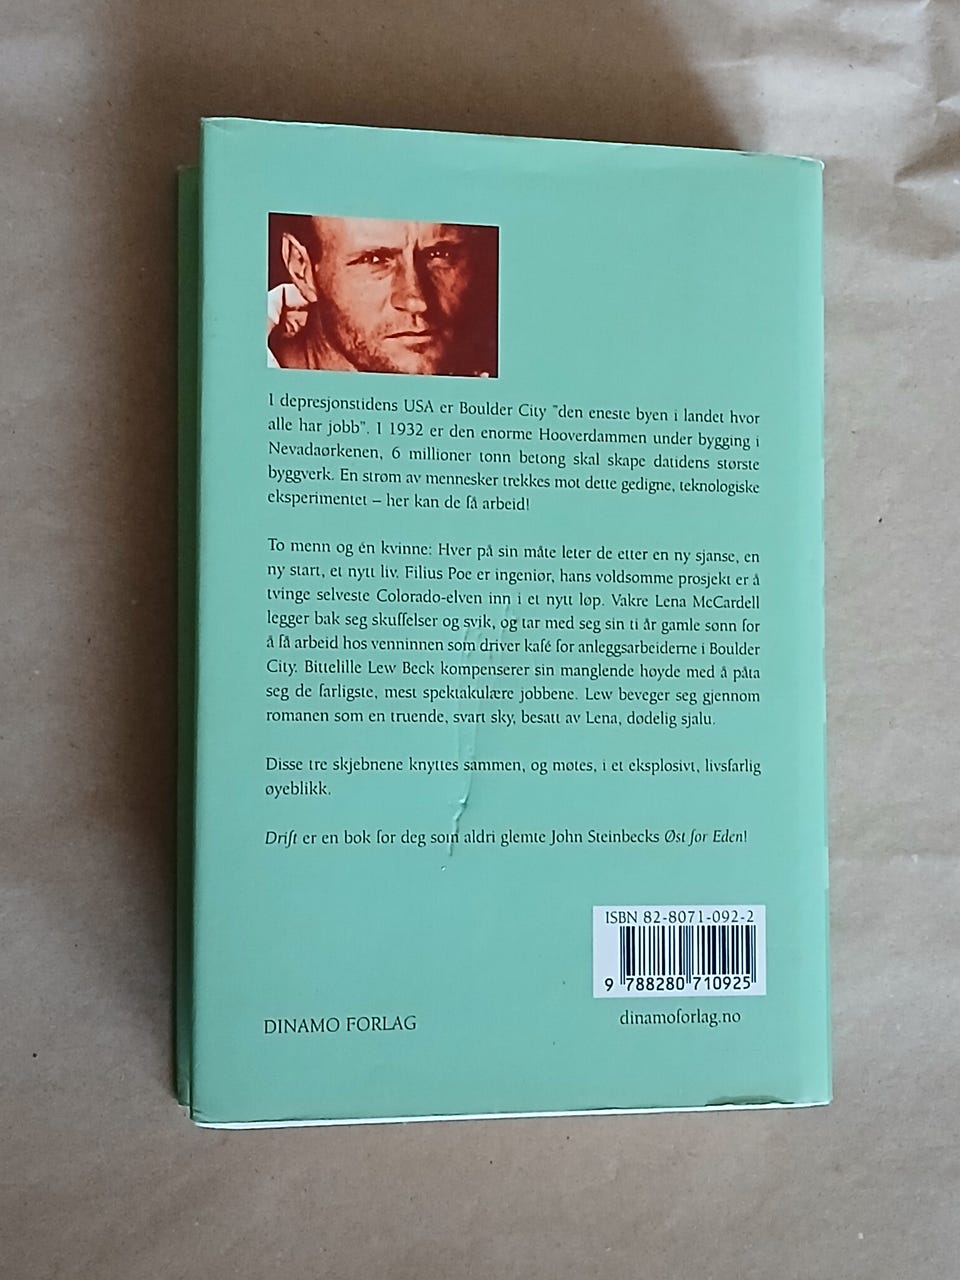 I depresjonstidens USA er Boulder City "den eneste byen i landet hvor
alle har jobb". I 1932 er den enorme Hooverdammen under bygging i
Nevadaørkenen, 6 millioner tonn betong skal skape datidens største
byggverk. En strøm av mennesker trekkes mot dette gedigne, teknologiske
eksperimentet – her kan de få arbeid!
To menn og én kvinne: Hver på sin måte leter de etter en ny sjanse, en
ny start, et nytt liv. Filius Poe er ingeniør, hans voldsomme prosjekt er å
tvinge selveste Colorado-elven inn i et nytt løp. Vakre Lena McCardell
legger bak seg skuffelser og svik, og tar med seg sin ti år gamle sønn for
å få arbeid hos venninnen som driver kafé for anleggsarbeiderne i Boulder
City. Bittelille Lew Beck kompenserer sin manglende høyde med å påta
seg de farligste, mest spektakulære jobbene. Lew beveger seg gjennom
romanen som en truende, svart sky, besatt av Lena, dødelig sjalu.
Disse tre skjebnene knyttes sammen, og møtes, i et eksplosivt, livsfarlig
øyeblikk.
Drift er en bok for deg som aldri glemte John Steinbecks Øst for Eden!
ISBN 82-8071-092-2
9 788280 710925
DINAMO FORLAG
dinamoforlag.no